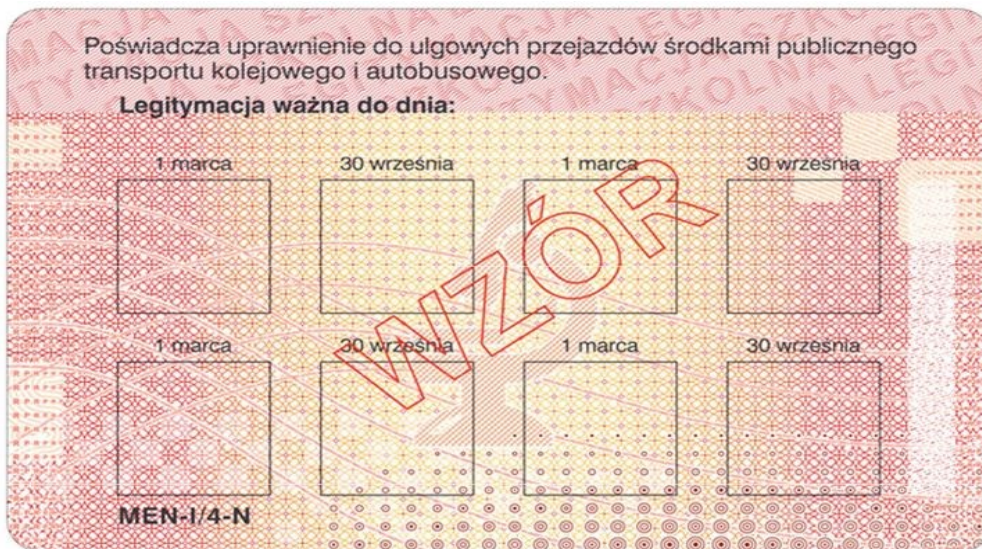 Poświadcza uprawnienie do ulgowych przejazdów środkami publicznego
transportu kolejowego i autobusowego.
Legitymacja ważna do dnia:
1 marca 30 września 1 marca 30 września
WZÓR
1 marca 30 września 1 marca 30 września
MEN-I/4-N